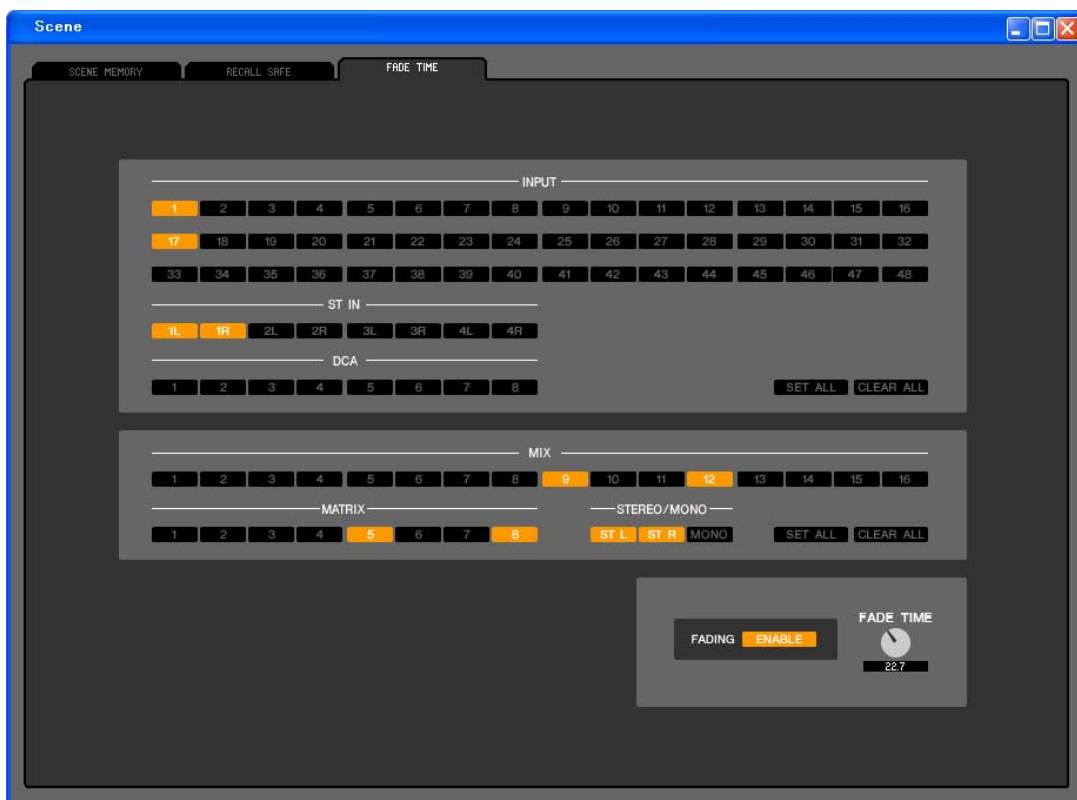 Scene
SCENE MEMORY RECALL SAFE FADE TIME
INPUT
1 2 3 4 5 6 7 8 9 10 11 12 13 14 15 16
17 18 19 20 21 22 23 24 25 26 27 28 29 30 31 32
33 34 35 36 37 38 39 40 41 42 43 44 45 46 47 48
ST IN
1L 1R 2L 2R 3L 3R 4L 4R
DCA
1 2 3 4 5 6 7 8 SET ALL CLEAR ALL
MIX
1 2 3 4 5 6 7 8 9 10 11 12 13 14 15 16
MATRIX STEREO/MONO
1 2 3 4 5 6 7 8 ST L ST R MONO SET ALL CLEAR ALL
FADE TIME
FADING ENABLE
22.7